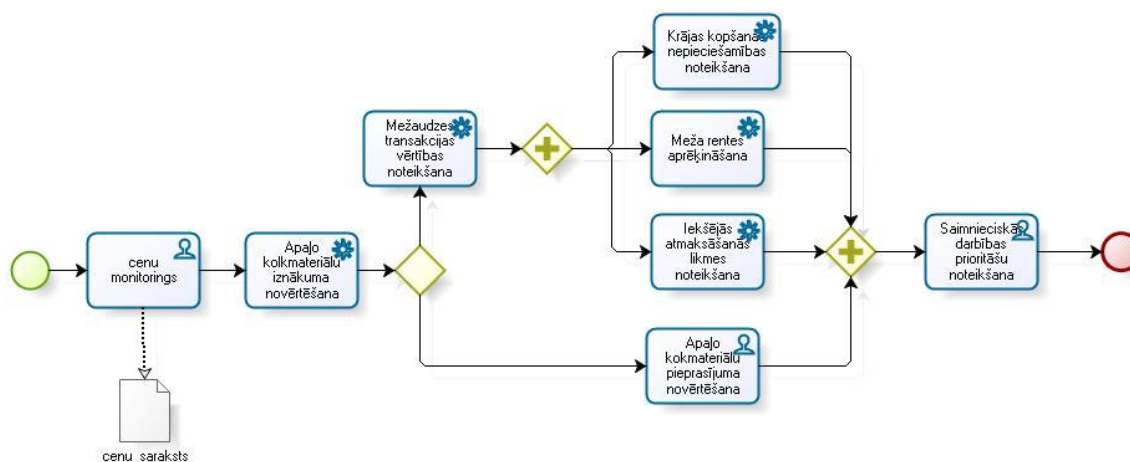 Krājas kopšanas
nepieciešamības
noteikšana
Mežaudzes
transakcijas
vērtības
noteikšana
Meža rentes
aprēķināšana
cenu
monitorings
Apaļo
kolkmateriālu
iznākuma
novērtēšana
Iekšējās
atmaksāšanās
likmes
noteikšana
Saimnieciskās
darbības
prioritāšu
noteikšana
Apaļo
kokmateriālu
pieprasījuma
novērtēšana
cenu saraksts